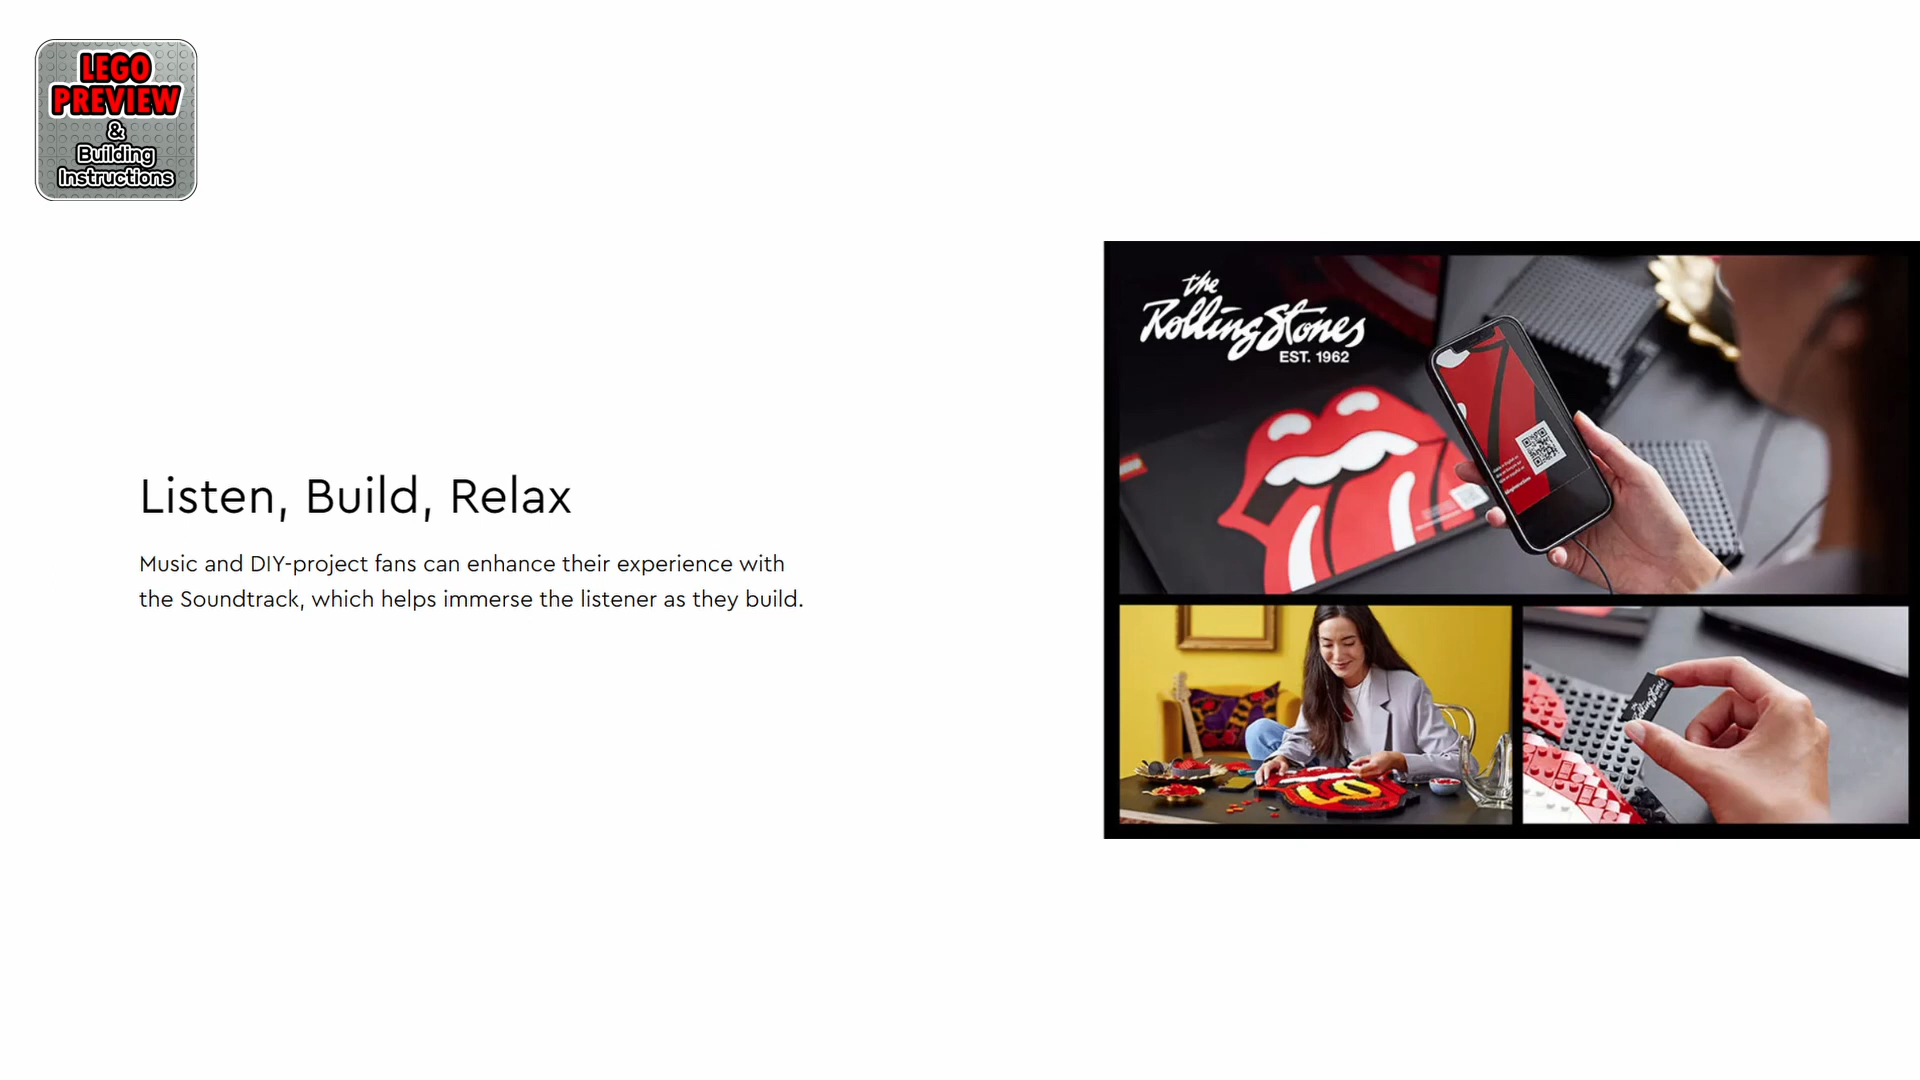 LEGO
PREVIEW
&
Building
Instructions
the
Rolling Stones
EST. 1962
Listen, Build, Relax
Music and DIY-project fans can enhance their experience with
the Soundtrack, which helps immerse the listener as they build.